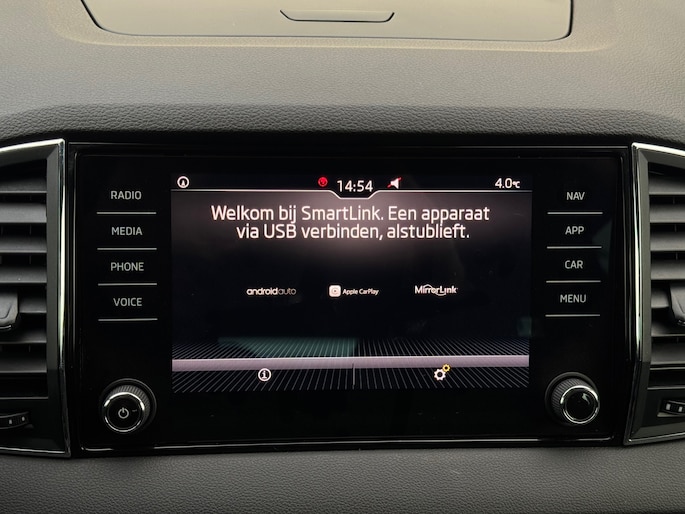 RADIO
MEDIA
PHONE
VOICE
14:54
4.0°C
Welkom bij SmartLink. Een apparaat
via USB verbinden, alstublieft.
androidauto
Apple CarPlay
MirrorLink
NAV
APP
CAR
MENU